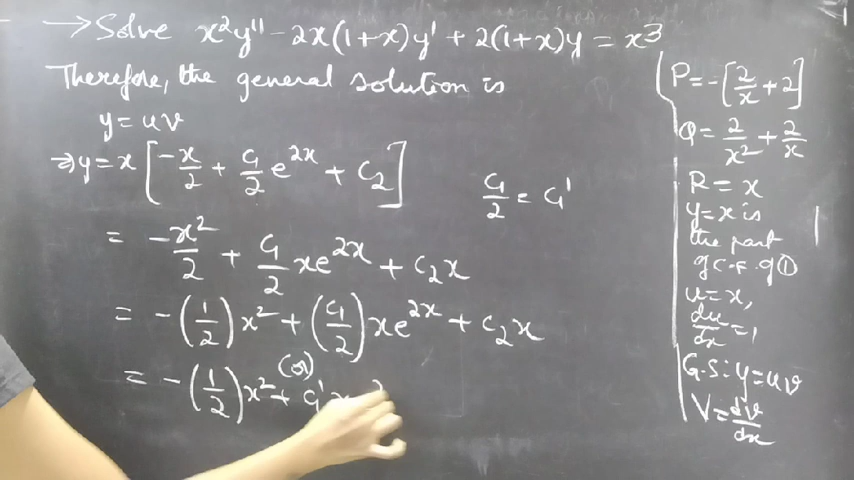 → Solve x²y'' - 2x(1+x)y' + 2(1+x)y = x³
Therefore, the general solution is
y = uv
⇒ y = x [-x/2 + C₁/2 e^{2x} + C₂]
C₁/2 = C₁'
= -x²/2 + C₁/2 xe^{2x} + C₂x
= -(1/2)x² + (C₁/2)xe^{2x} + C₂x
(or)
= -(1/2)x² + C₁'x
P = -[2/x + 2]
Q = 2/x² + 2/x
R = x
y = x is
the part
of C.F. of ①
u = x,
du/dx = 1
G.S: y = uv
V = dv/dx